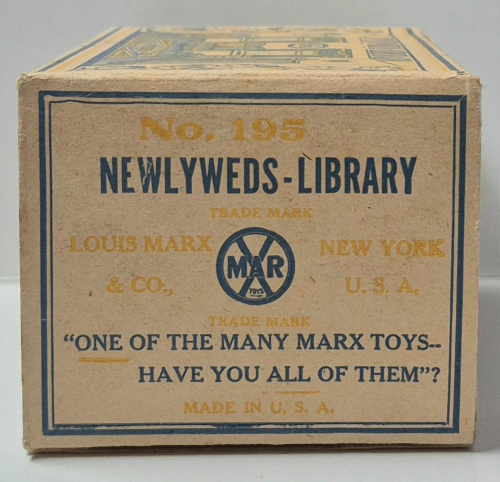 No. 195
NEWLYWEDS-LIBRARY
TRADE MARK
LOUIS MARX
& CO.,
MAR
TOYS
NEW YORK
U. S. A.
TRADE MARK
"ONE OF THE MANY MARX TOYS--
HAVE YOU ALL OF THEM"?
MADE IN U. S. A.